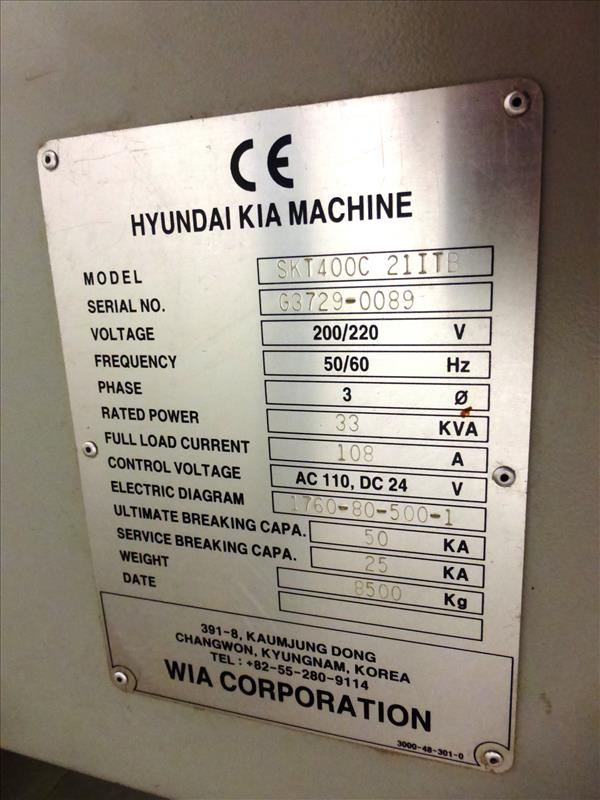 CE
HYUNDAI KIA MACHINE
MODEL SKT400C 21ITB
SERIAL NO. G3729-0089
VOLTAGE 200/220 V
FREQUENCY 50/60 Hz
PHASE 3 Ø
RATED POWER 33 KVA
FULL LOAD CURRENT 108 A
CONTROL VOLTAGE AC 110, DC 24 V
ELECTRIC DIAGRAM 1760-80-500-1
ULTIMATE BREAKING CAPA. 50 KA
SERVICE BREAKING CAPA. 25 KA
WEIGHT 8500 Kg
DATE
391-8, KAUMJUNG DONG
CHANGWON, KYUNGNAM, KOREA
TEL : +82-55-280-9114
WIA CORPORATION
3000-48-301-0